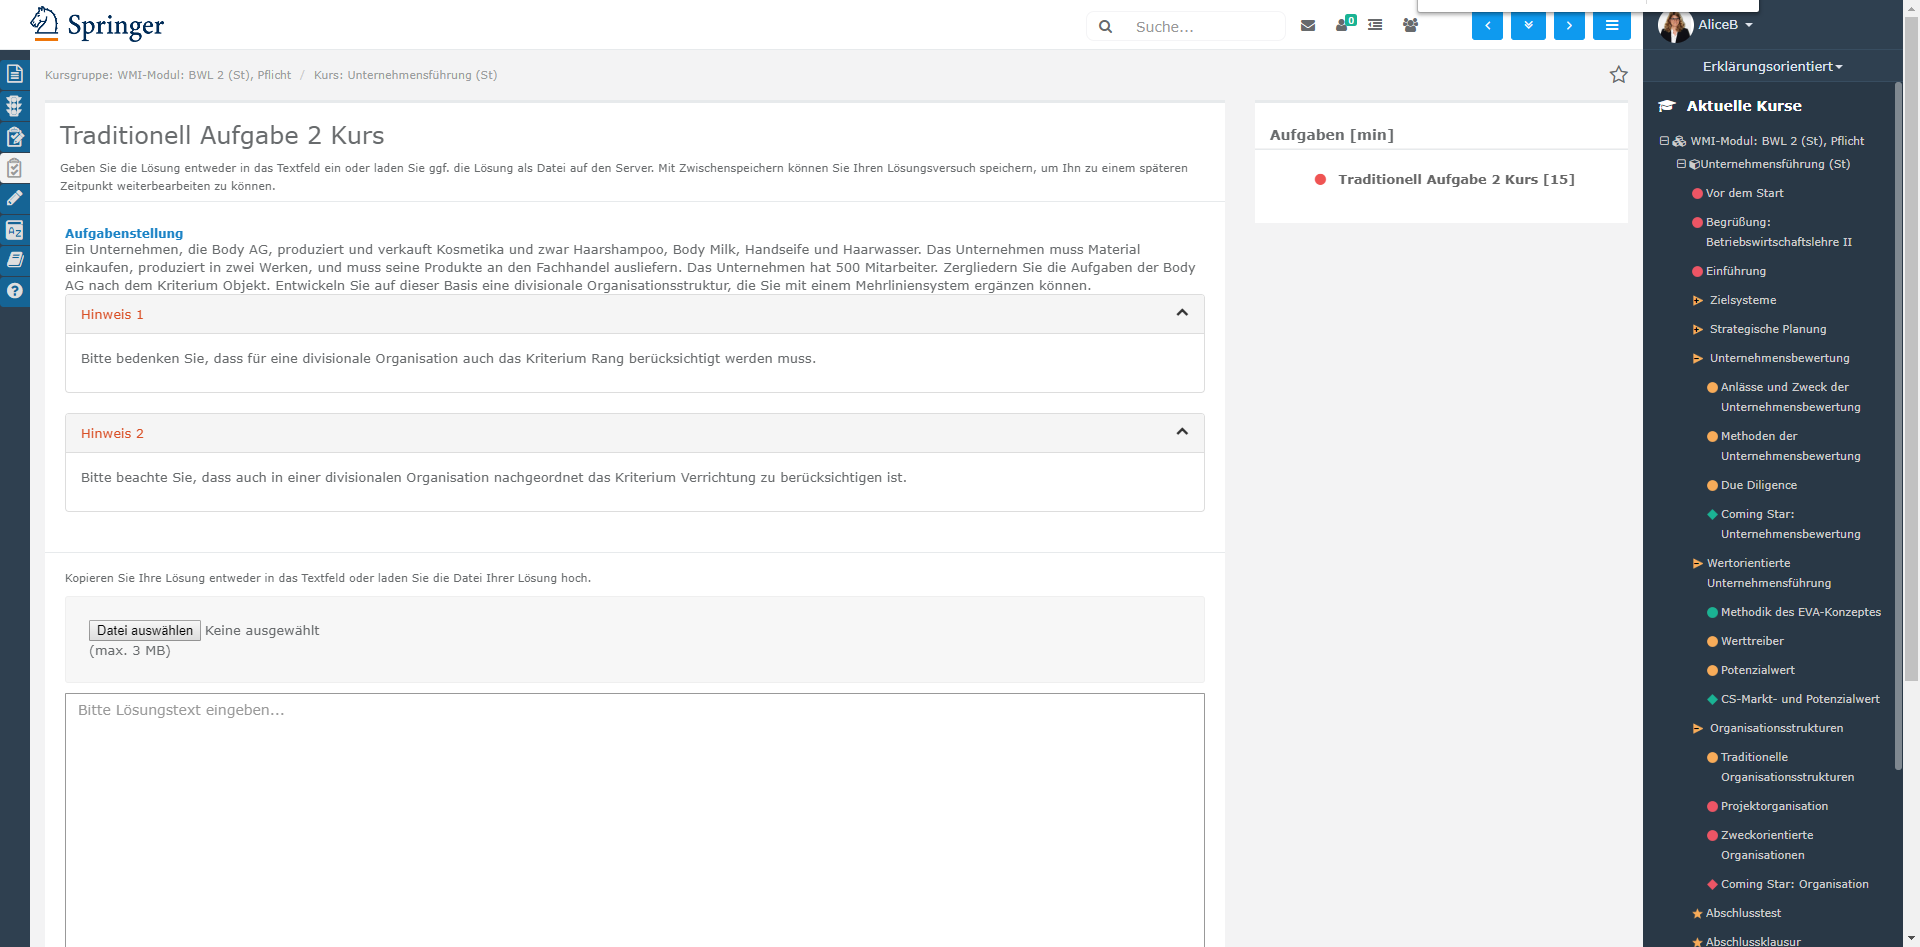 Springer
Suche...
0
AliceB
Erklärungsorientiert
Kursgruppe: WMI-Modul: BWL 2 (St), Pflicht / Kurs: Unternehmensführung (St)
Traditionell Aufgabe 2 Kurs
Geben Sie die Lösung entweder in das Textfeld ein oder laden Sie ggf. die Lösung als Datei auf den Server. Mit Zwischenspeichern können Sie Ihren Lösungsversuch speichern, um Ihn zu einem späteren
Zeitpunkt weiterbearbeiten zu können.
Aufgabenstellung
Ein Unternehmen, die Body AG, produziert und verkauft Kosmetika und zwar Haarshampoo, Body Milk, Handseife und Haarwasser. Das Unternehmen muss Material
einkaufen, produziert in zwei Werken, und muss seine Produkte an den Fachhandel ausliefern. Das Unternehmen hat 500 Mitarbeiter. Zergliedern Sie die Aufgaben der Body
AG nach dem Kriterium Objekt. Entwickeln Sie auf dieser Basis eine divisionale Organisationsstruktur, die Sie mit einem Mehrliniensystem ergänzen können.
Hinweis 1
Bitte bedenken Sie, dass für eine divisionale Organisation auch das Kriterium Rang berücksichtigt werden muss.
Hinweis 2
Bitte beachte Sie, dass auch in einer divisionalen Organisation nachgeordnet das Kriterium Verrichtung zu berücksichtigen ist.
Kopieren Sie Ihre Lösung entweder in das Textfeld oder laden Sie die Datei Ihrer Lösung hoch.
Datei auswählen Keine ausgewählt
(max. 3 MB)
Bitte Lösungstext eingeben...
Aufgaben [min]
Traditionell Aufgabe 2 Kurs [15]
Aktuelle Kurse
WMI-Modul: BWL 2 (St), Pflicht
Unternehmensführung (St)
Vor dem Start
Begrüßung:
Betriebswirtschaftslehre II
Einführung
Zielsysteme
Strategische Planung
Unternehmensbewertung
Anlässe und Zweck der
Unternehmensbewertung
Methoden der
Unternehmensbewertung
Due Diligence
Coming Star:
Unternehmensbewertung
Wertorientierte
Unternehmensführung
Methodik des EVA-Konzeptes
Werttreiber
Potenzialwert
CS-Markt- und Potenzialwert
Organisationsstrukturen
Traditionelle
Organisationsstrukturen
Projektorganisation
Zweckorientierte
Organisationen
Coming Star: Organisation
Abschlusstest
Abschlussklausur